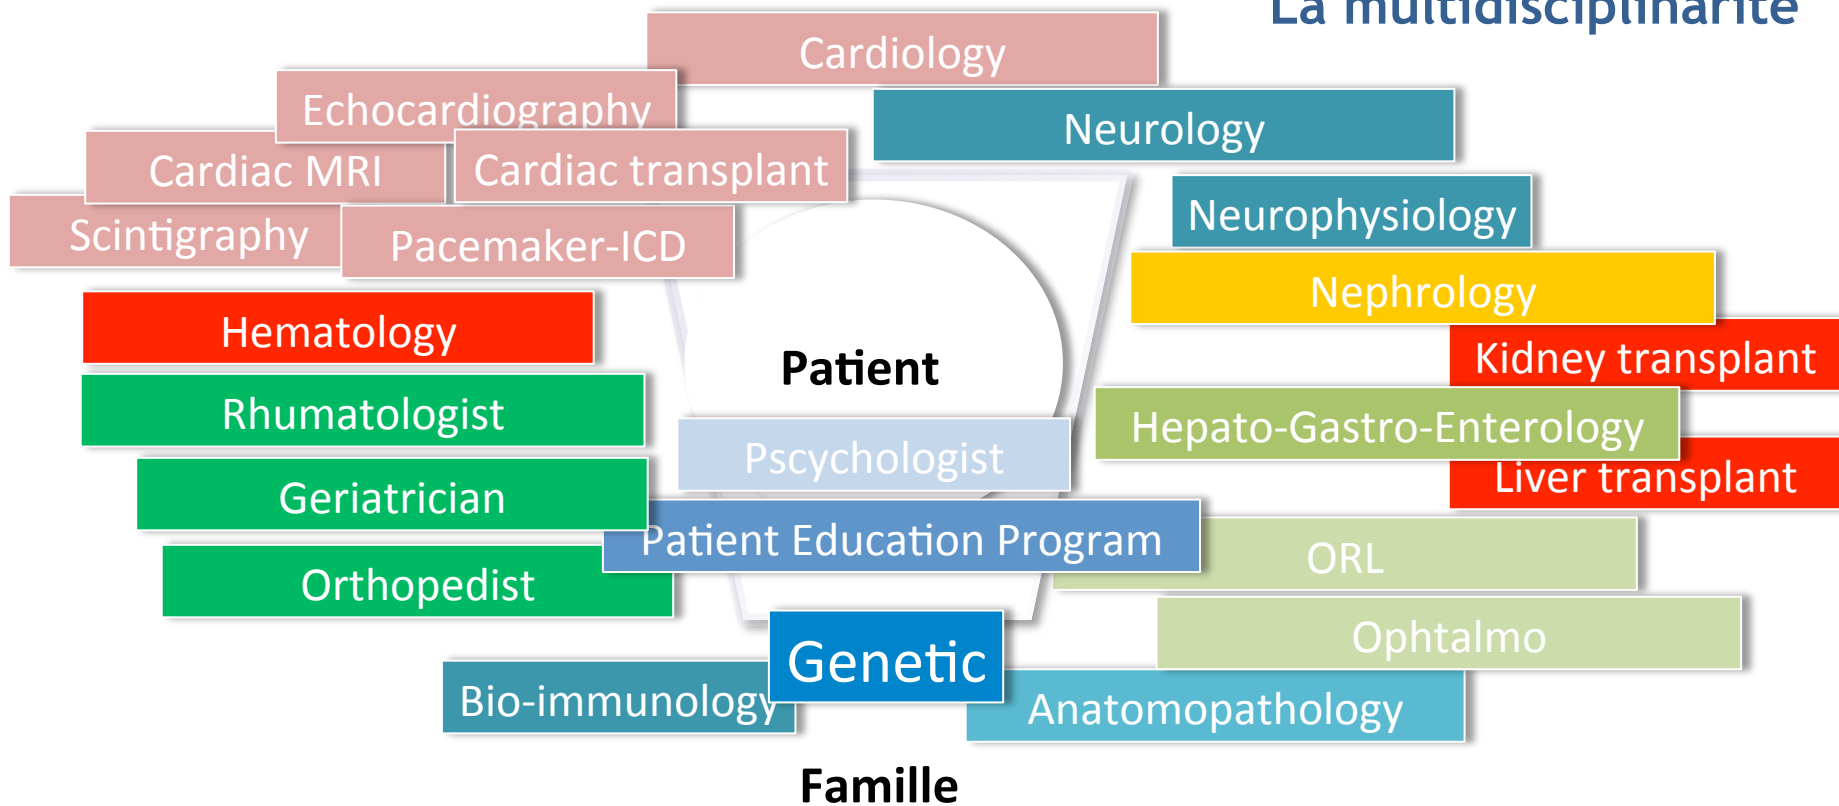 La multidisciplinarité
Cardiology
Echocardiography
Neurology
Cardiac MRI
Cardiac transplant
Scintigraphy
Pacemaker-ICD
Neurophysiology
Nephrology
Hematology
Kidney transplant
Patient
Rhumatologist
Hepato-Gastro-Enterology
Pscychologist
Liver transplant
Geriatrician
Patient Education Program
ORL
Orthopedist
Ophtalmo
Genetic
Bio-immunology
Anatomopathology
Famille